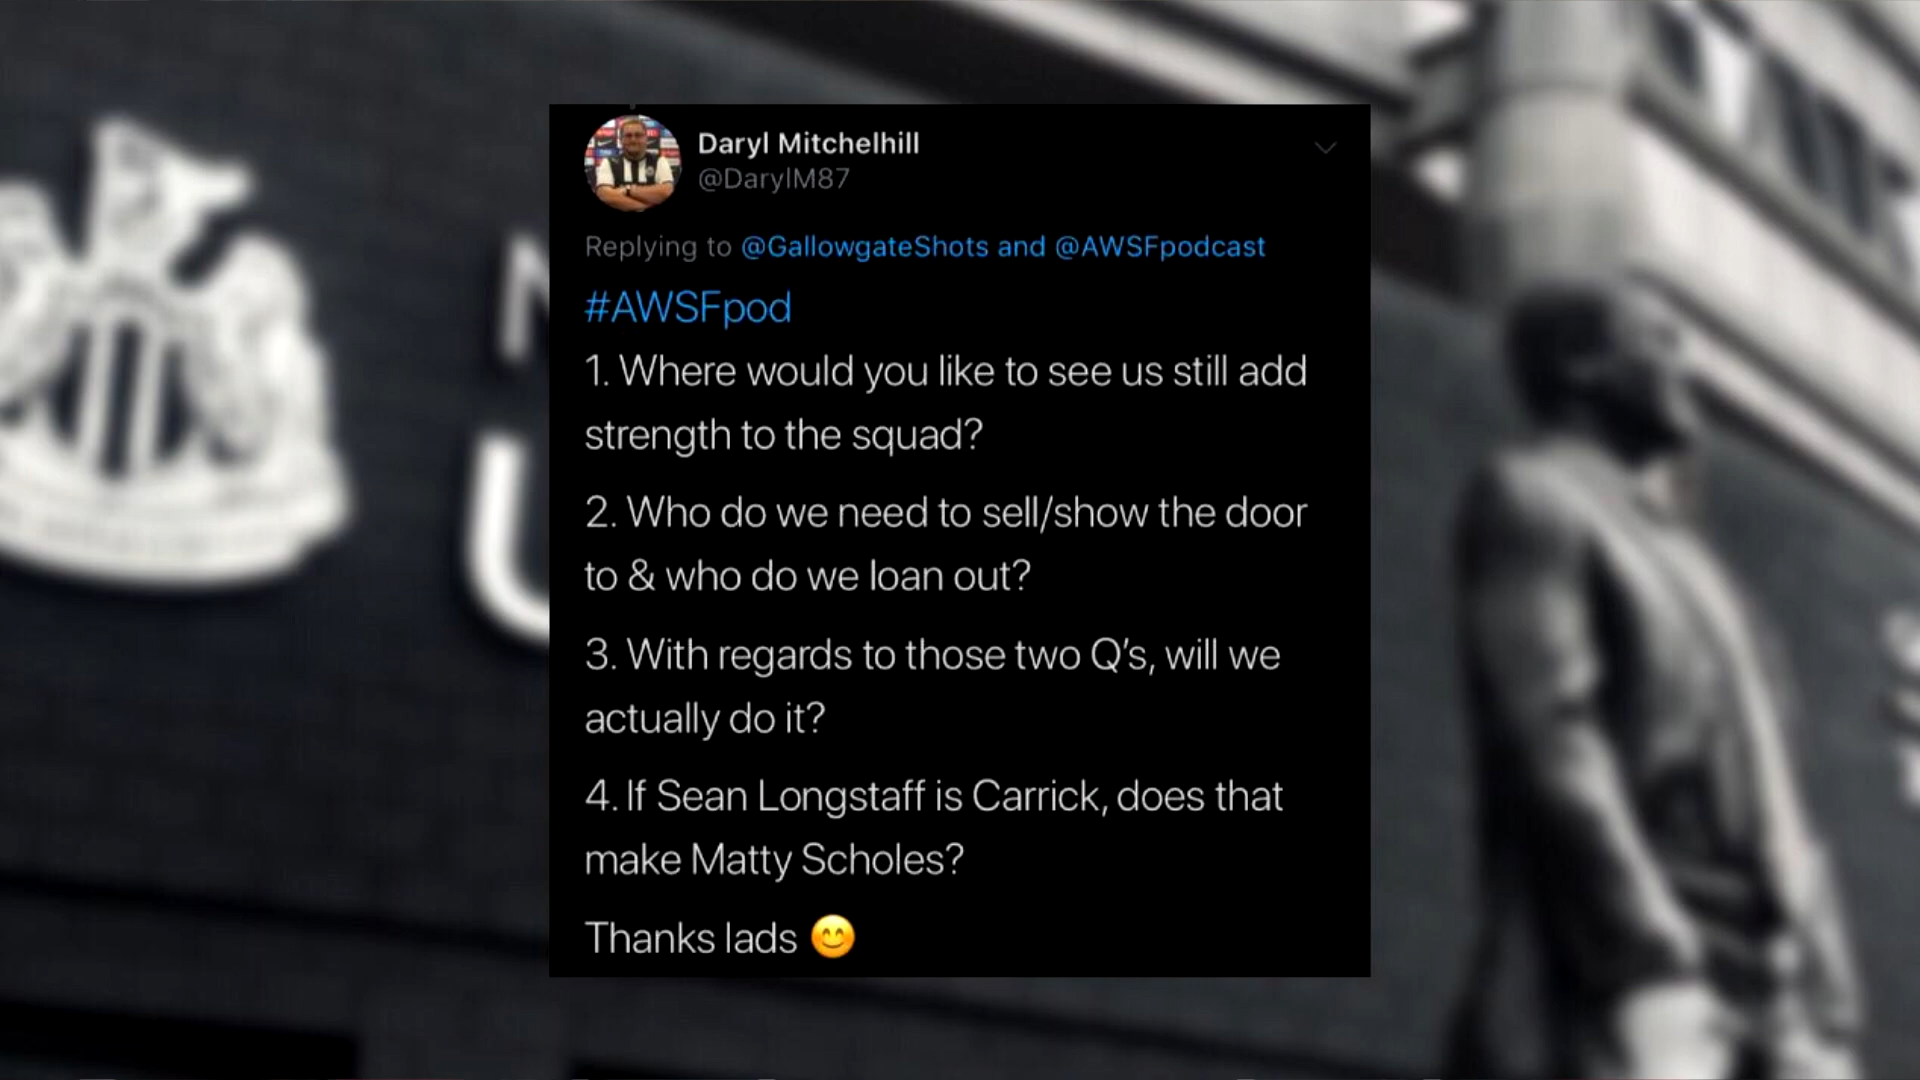 Daryl Mitchelhill
@DarylM87
Replying to @GallowgateShots and @AWSFpodcast
#AWSFpod
1. Where would you like to see us still add
strength to the squad?
2. Who do we need to sell/show the door
to & who do we loan out?
3. With regards to those two Q's, will we
actually do it?
4. If Sean Longstaff is Carrick, does that
make Matty Scholes?
Thanks lads 😊